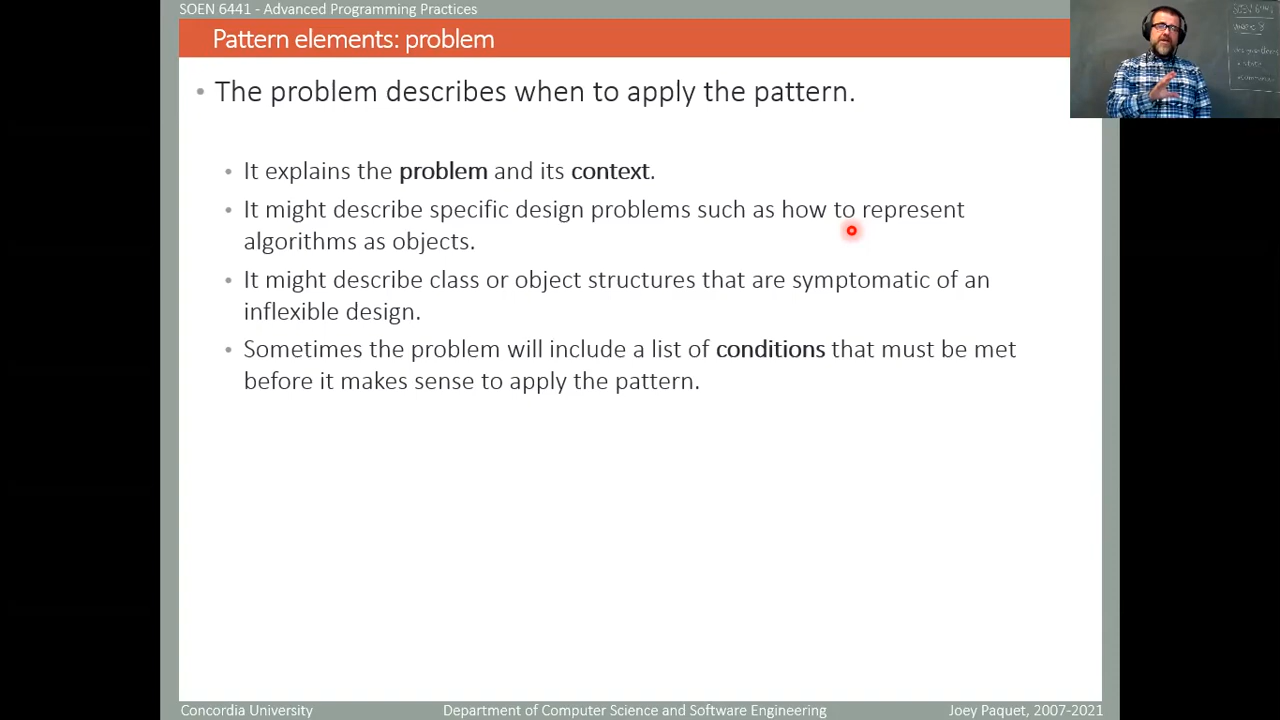 SOEN 6441 - Advanced Programming Practices
Pattern elements: problem
• The problem describes when to apply the pattern.
• It explains the problem and its context.
• It might describe specific design problems such as how to represent
algorithms as objects.
• It might describe class or object structures that are symptomatic of an
inflexible design.
• Sometimes the problem will include a list of conditions that must be met
before it makes sense to apply the pattern.
SOEN 6441
Concordia University
Department of Computer Science and Software Engineering
Joey Paquet, 2007-2021